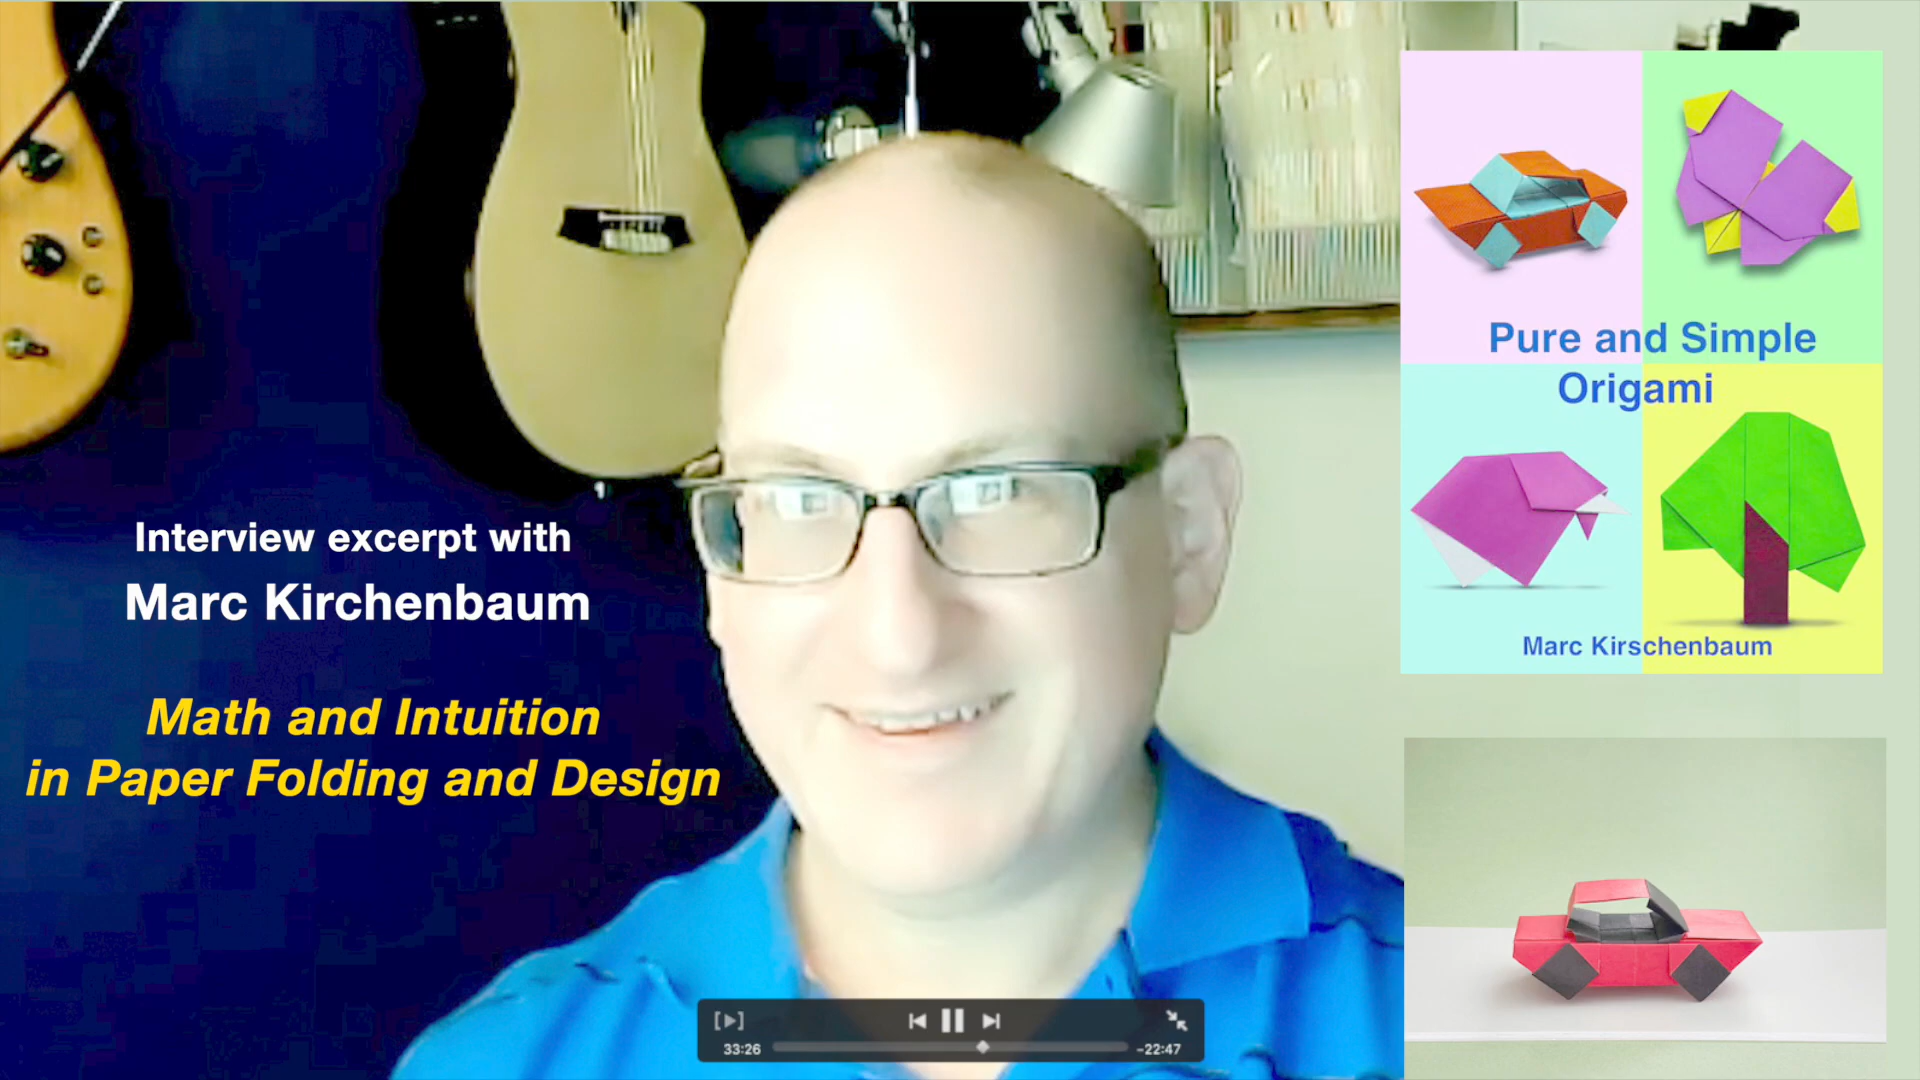 Interview excerpt with
Marc Kirchenbaum
Math and Intuition
in Paper Folding and Design
Pure and Simple
Origami
Marc Kirschenbaum
33:26
-22:47